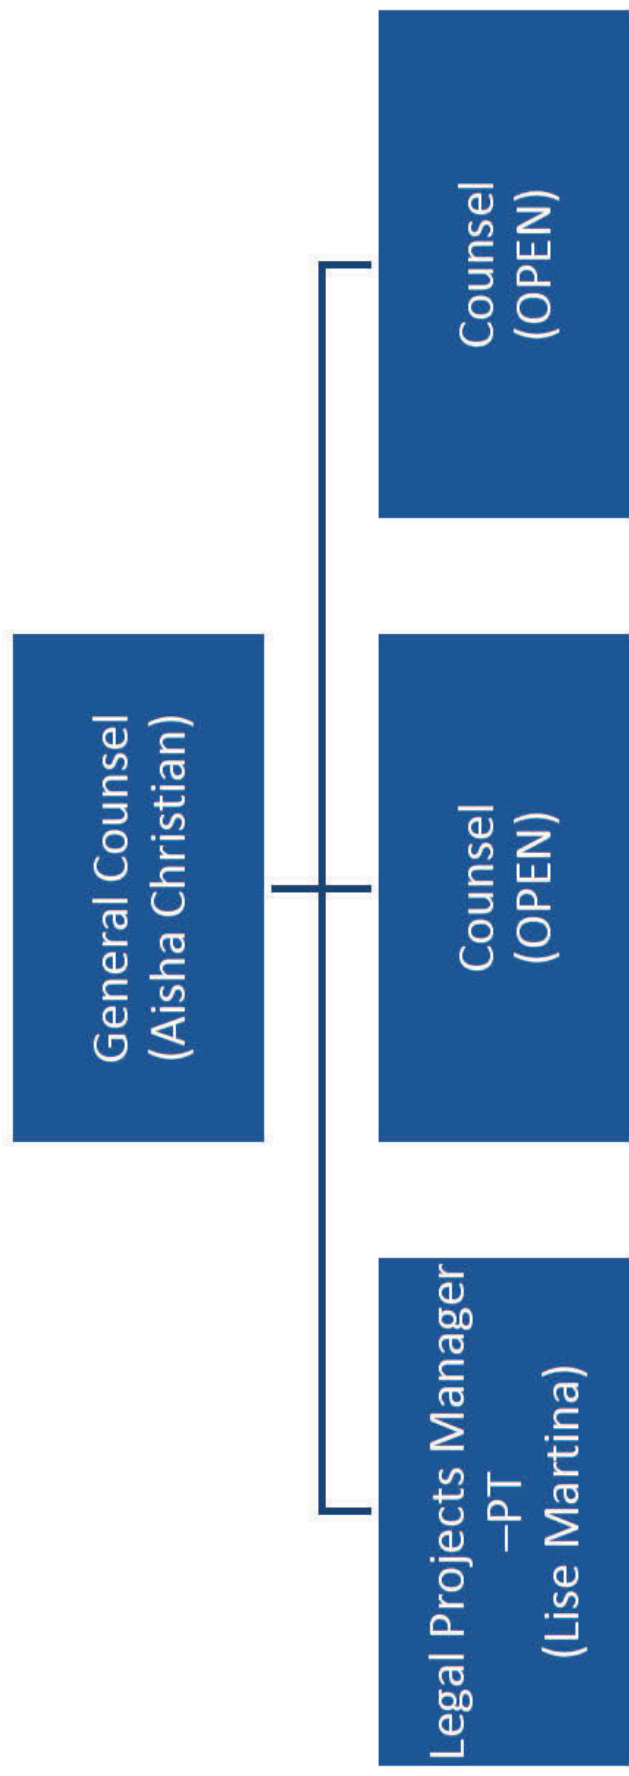 General Counsel
(Aisha Christian)
Legal Projects Manager
–PT
(Lise Martina)
Counsel
(OPEN)
Counsel
(OPEN)